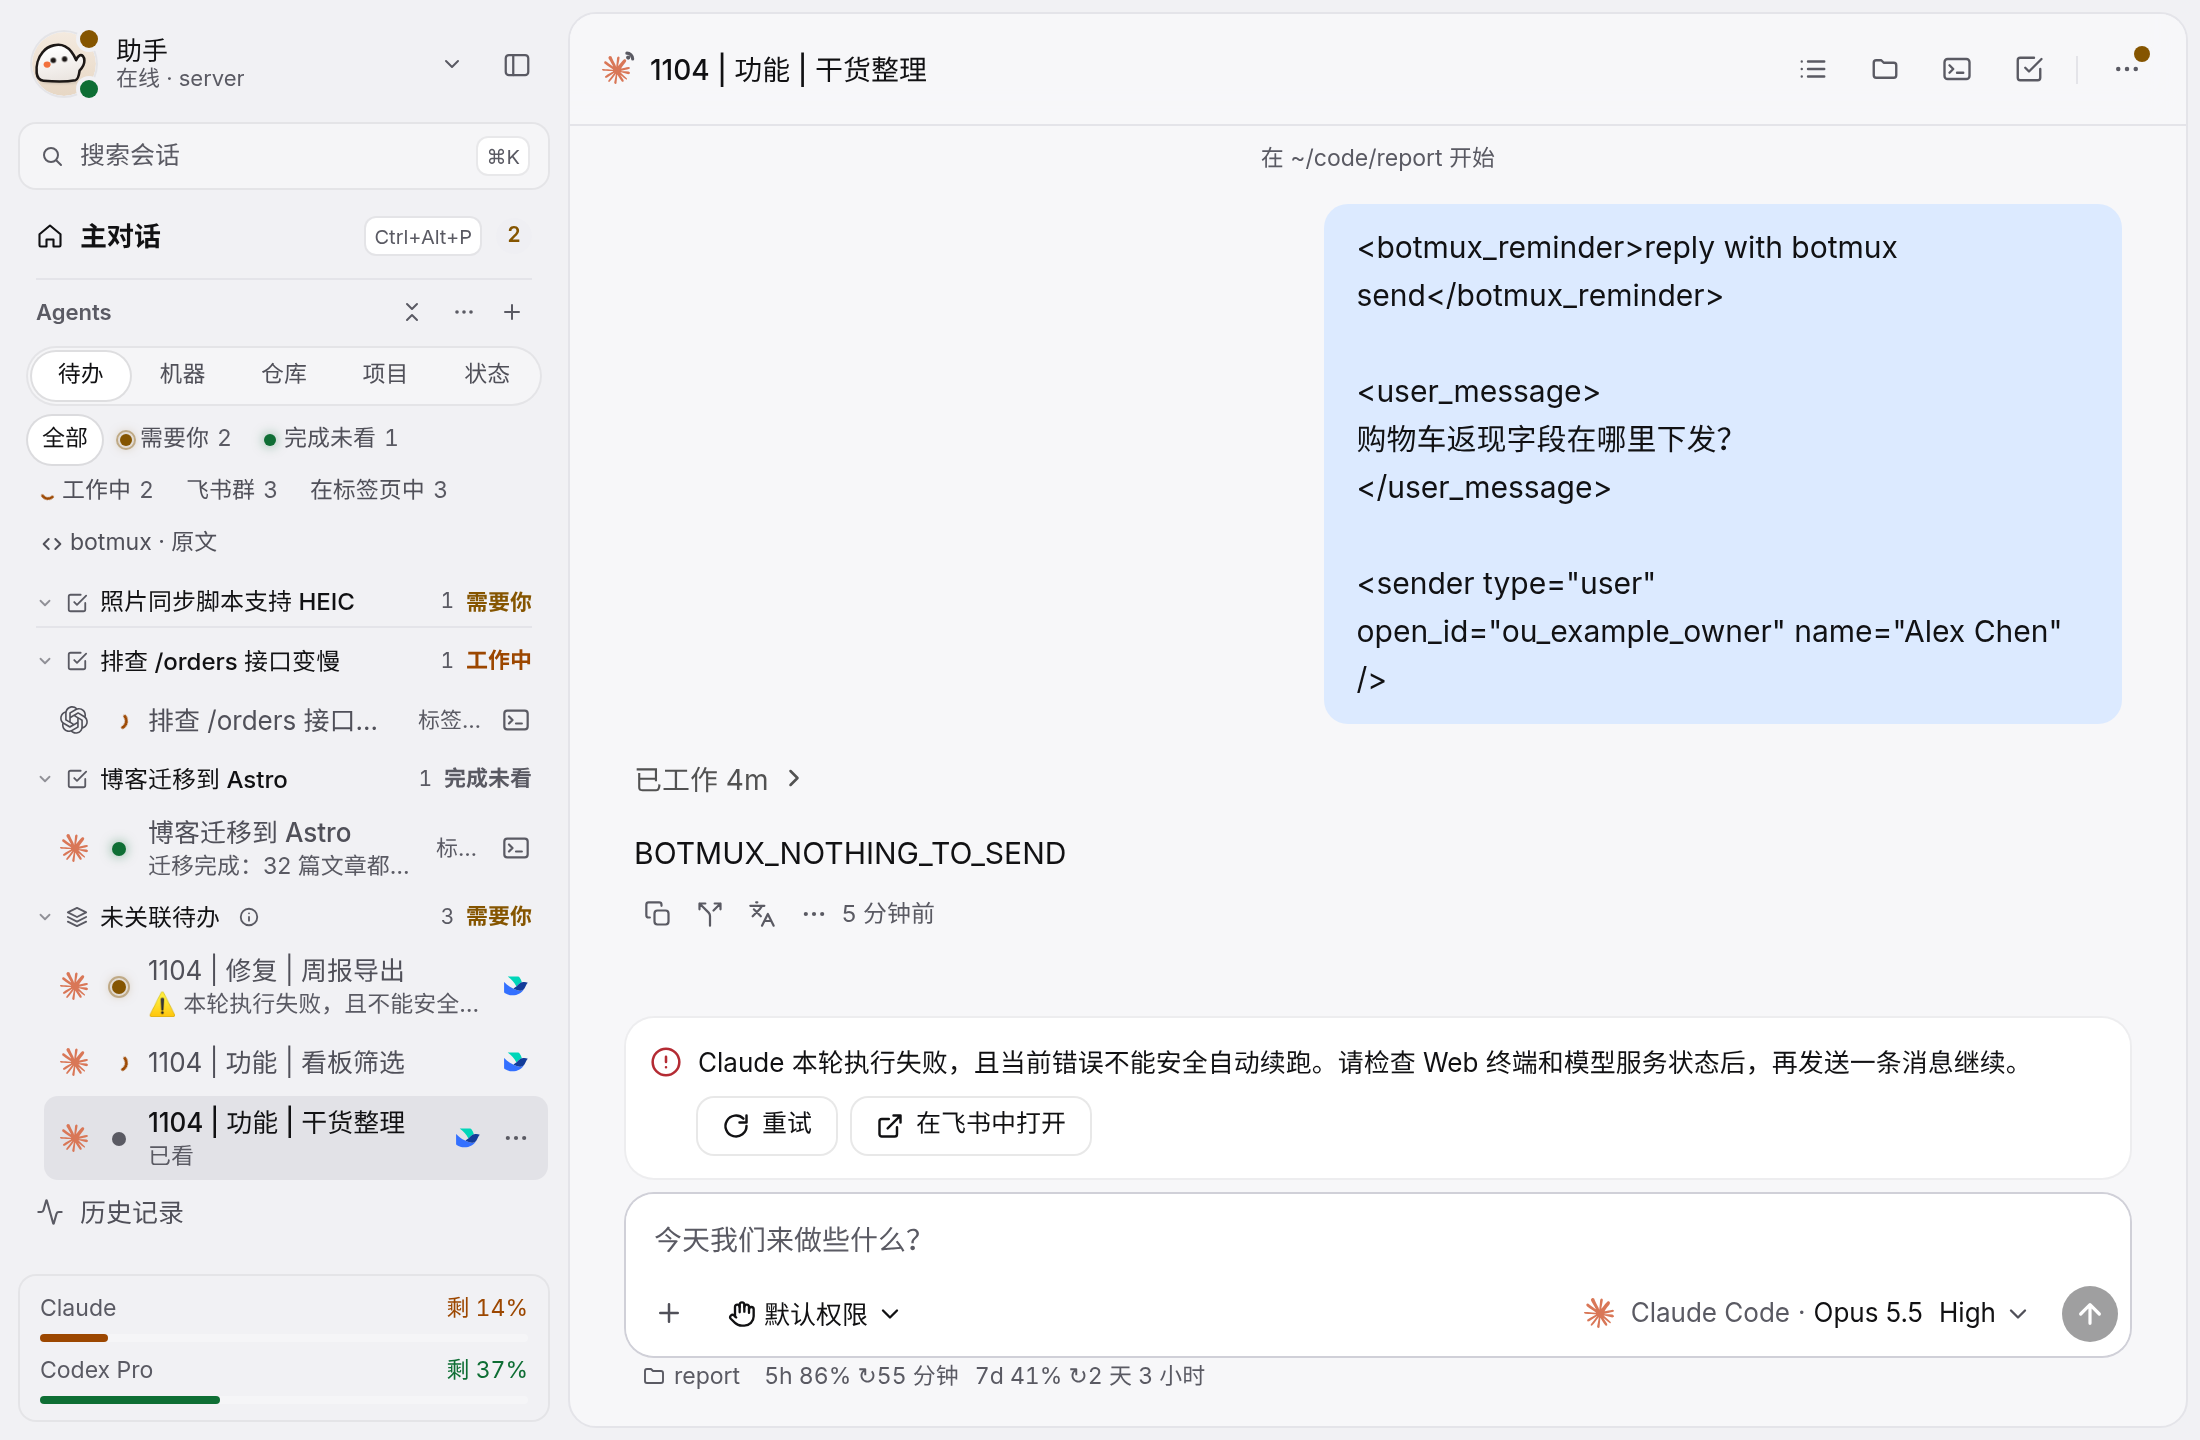 助手
在线 · server
搜索会话 ⌘K
主对话 Ctrl+Alt+P 2
Agents
待办 机器 仓库 项目 状态
全部 需要你 2 完成未看 1
工作中 2 飞书群 3 在标签页中 3
botmux · 原文
照片同步脚本支持 HEIC 1 需要你
排查 /orders 接口变慢 1 工作中
排查 /orders 接口... 标签...
博客迁移到 Astro 1 完成未看
博客迁移到 Astro 标...
迁移完成：32 篇文章都...
未关联待办 3 需要你
1104 | 修复 | 周报导出
⚠️ 本轮执行失败，且不能安全...
1104 | 功能 | 看板筛选
1104 | 功能 | 干货整理
已看
历史记录
Claude 剩 14%
Codex Pro 剩 37%
1104 | 功能 | 干货整理
在 ~/code/report 开始
<botmux_reminder>reply with botmux
send</botmux_reminder>
<user_message>
购物车返现字段在哪里下发？
</user_message>
<sender type="user"
open_id="ou_example_owner" name="Alex Chen"
/>
已工作 4m
BOTMUX_NOTHING_TO_SEND
5 分钟前
Claude 本轮执行失败，且当前错误不能安全自动续跑。请检查 Web 终端和模型服务状态后，再发送一条消息继续。
重试 在飞书中打开
今天我们来做些什么？
默认权限 Claude Code · Opus 5.5 High
report 5h 86% ↻55 分钟 7d 41% ↻2 天 3 小时